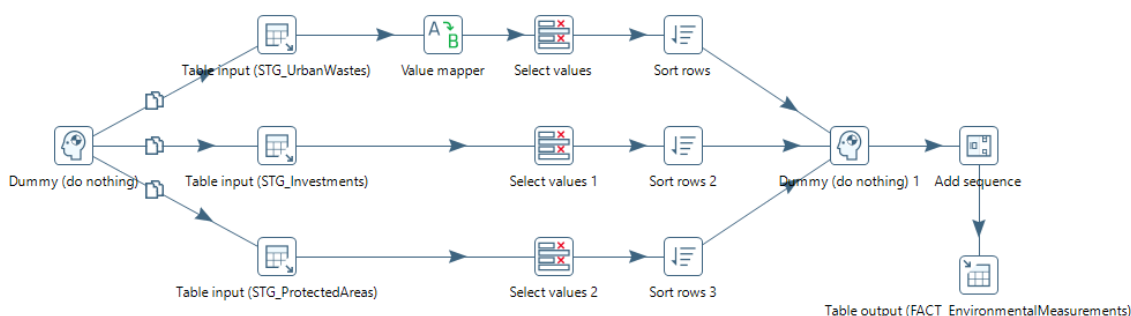 Table input (STG_UrbanWastes)
Value mapper
Select values
Sort rows
Dummy (do nothing)
Table input (STG_Investments)
Select values 1
Sort rows 2
Dummy (do nothing) 1
Add sequence
Table input (STG_ProtectedAreas)
Select values 2
Sort rows 3
Table output (FACT_EnvironmentalMeasurements)